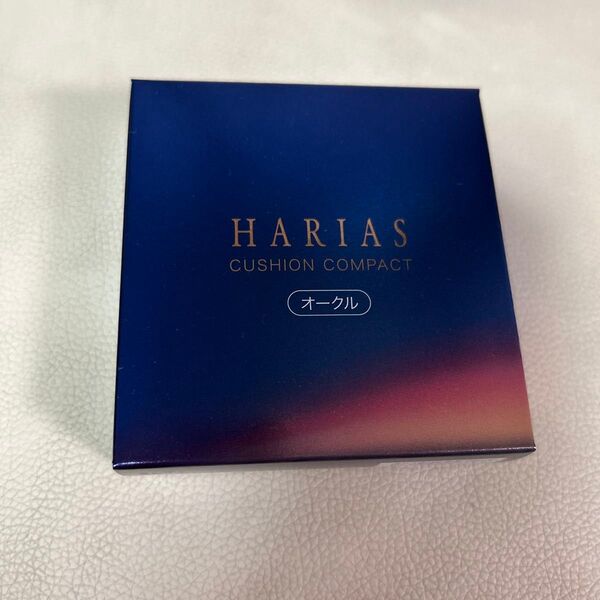 HARIAS
CUSHION COMPACT
オークル